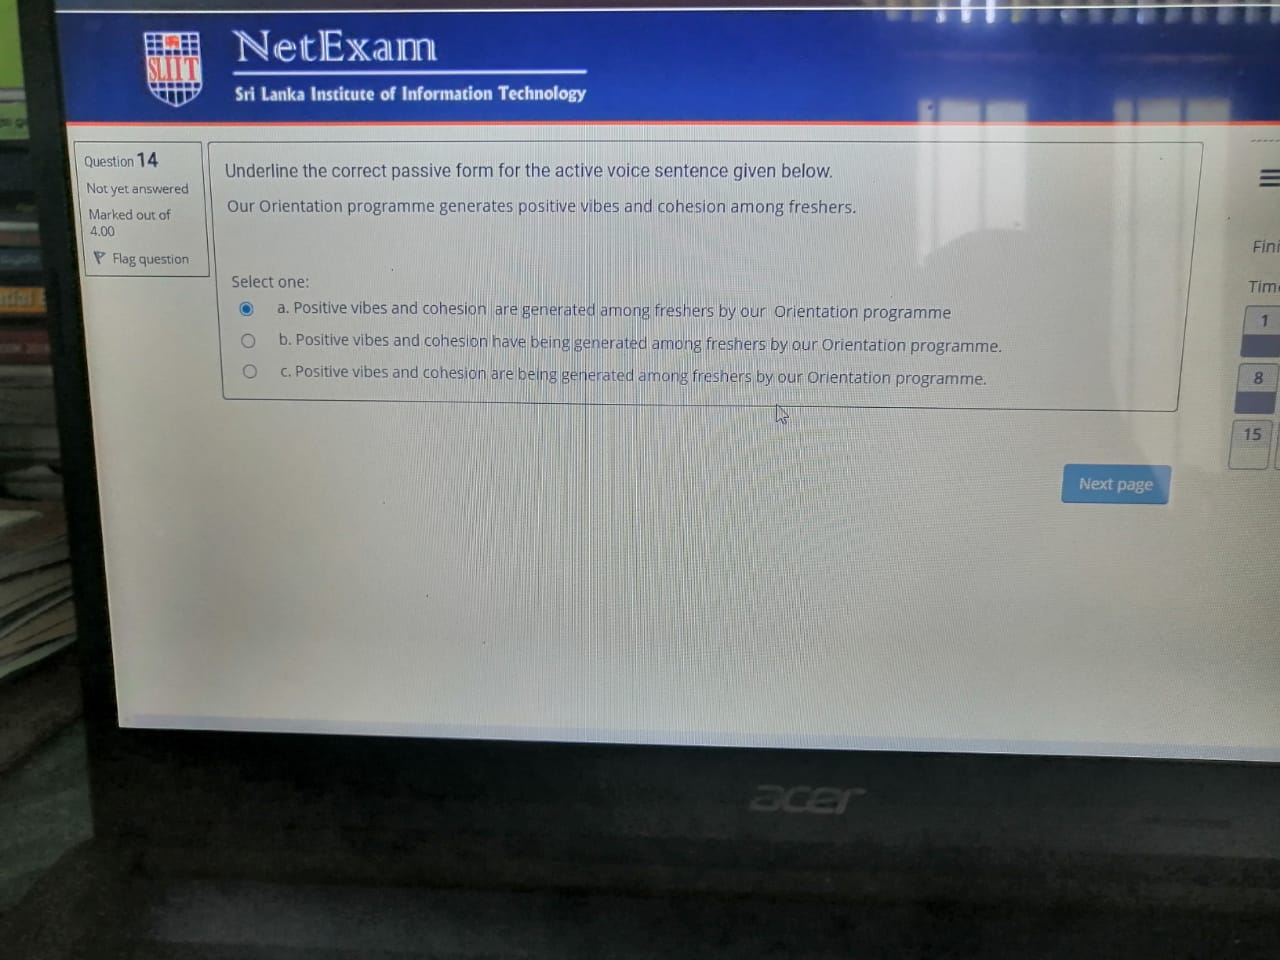 SLIIT
NetExam
Sri Lanka Institute of Information Technology
Question 14
Not yet answered
Marked out of
4.00
Flag question
Underline the correct passive form for the active voice sentence given below.
Our Orientation programme generates positive vibes and cohesion among freshers.
Select one:
a. Positive vibes and cohesion are generated among freshers by our Orientation programme
b. Positive vibes and cohesion have being generated among freshers by our Orientation programme.
c. Positive vibes and cohesion are being generated among freshers by our Orientation programme.
Next page
Fini
Time
1
8
15
acer